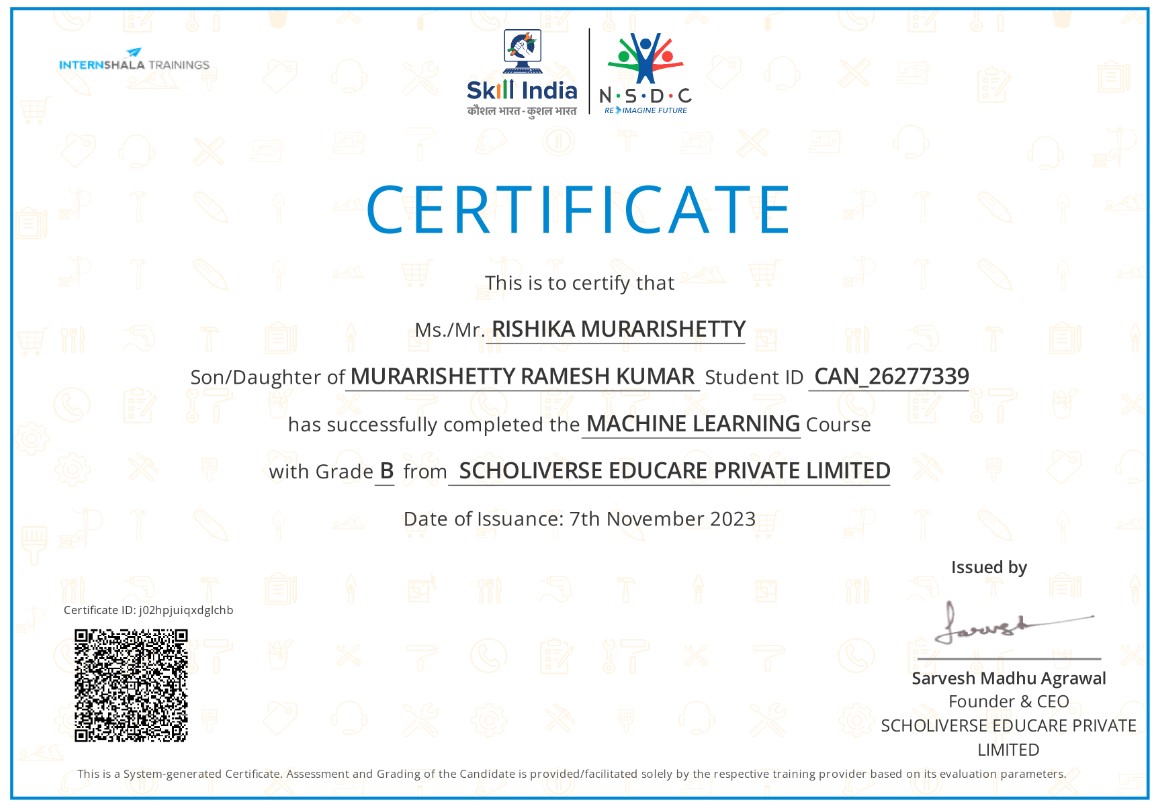 INTERNSHALA TRAININGS
Skill India
कौशल भारत - कुशल भारत
N·S·D·C
RE IMAGINE FUTURE
CERTIFICATE
This is to certify that
Ms./Mr. RISHIKA MURARISHETTY
Son/Daughter of MURARISHETTY RAMESH KUMAR Student ID CAN_26277339
has successfully completed the MACHINE LEARNING Course
with Grade B from SCHOLIVERSE EDUCARE PRIVATE LIMITED
Date of Issuance: 7th November 2023
Issued by
Certificate ID: j02hpjuiqxdglchb
Sarvesh
Sarvesh Madhu Agrawal
Founder & CEO
SCHOLIVERSE EDUCARE PRIVATE
LIMITED
This is a System-generated Certificate. Assessment and Grading of the Candidate is provided/facilitated solely by the respective training provider based on its evaluation parameters.